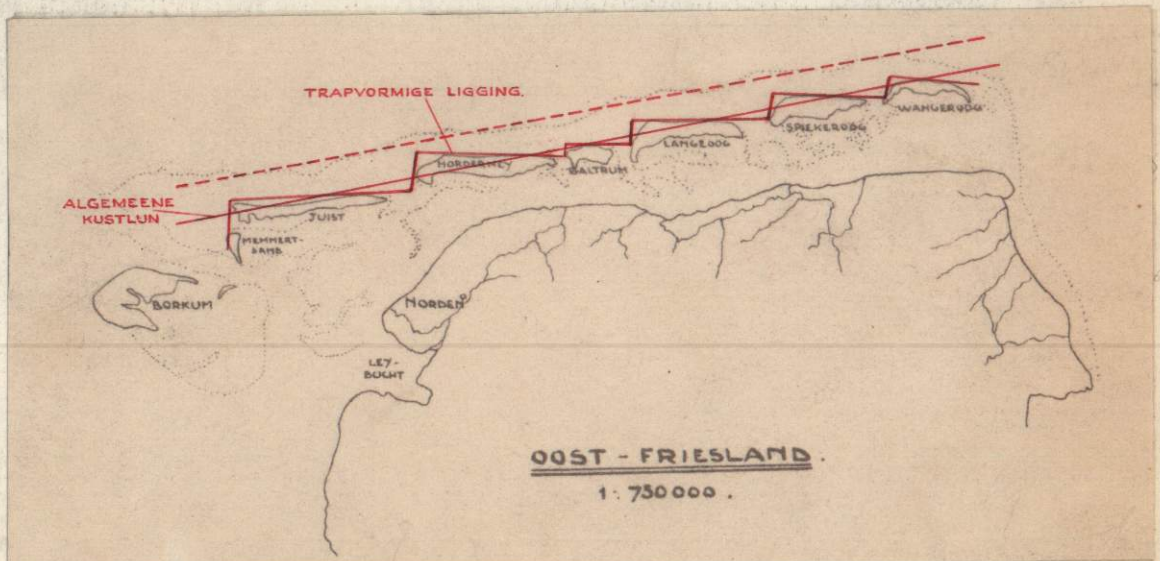 TRAPVORMIGE LIGGING.
WANGEROOG
SPIEKEROOG
LANGEOOG
BALTRUM
NORDERNEY
ALGEMEENE
KUSTLIJN
JUIST
MEMMERT-
ZAND
BORKUM
NORDEN
LEY-
BUCHT
OOST - FRIESLAND.
1: 750000.